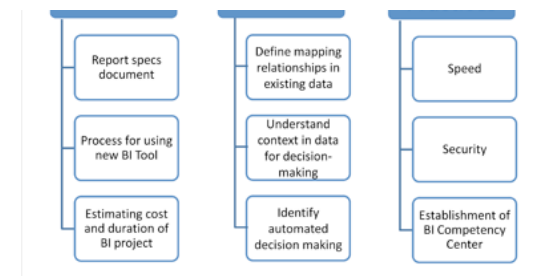 Report specs
document
Process for using
new BI Tool
Estimating cost
and duration of
BI project
Define mapping
relationships in
existing data
Understand
context in data
for decision-
making
Identify
automated
decision making
Speed
Security
Establishment of
BI Competency
Center